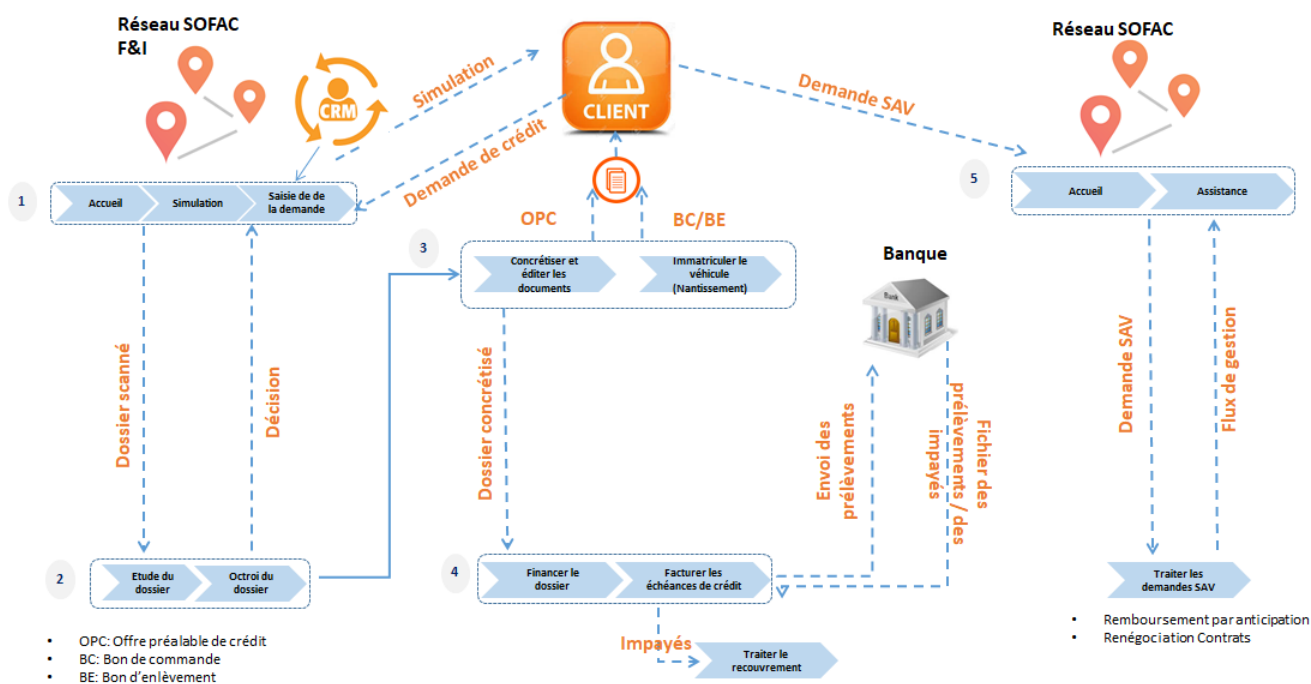 Réseau SOFAC
F&I
CRM
Simulation
Demande de crédit
CLIENT
Demande SAV
Réseau SOFAC
1
Accueil
Simulation
Saisie de de
la demande
5
Accueil
Assistance
OPC
BC/BE
3
Concrétiser et
éditer les
documents
Immatriculer le
véhicule
(Nantissement)
Banque
Bank
Dossier scanné
Décision
Dossier concrétisé
Envoi des
prélèvements
Fichier des
prélèvements / des
impayés
Demande SAV
Flux de gestion
2
Etude du
dossier
Octroi du
dossier
4
Financer le
dossier
Facturer les
échéances de crédit
Traiter les
demandes SAV
• Remboursement par anticipation
• Renégociation Contrats
Impayés
Traiter le
recouvrement
• OPC: Offre préalable de crédit
• BC: Bon de commande
• BE: Bon d'enlèvement